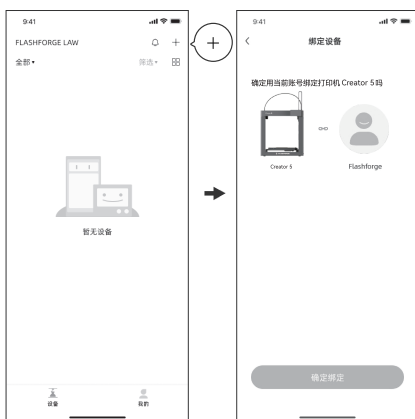 9:41
FLASHFORGE LAW
全部
筛选
暂无设备
设备
我的
9:41
绑定设备
确定用当前账号绑定打印机 Creator 5吗
Creator 5
Flashforge
确定绑定